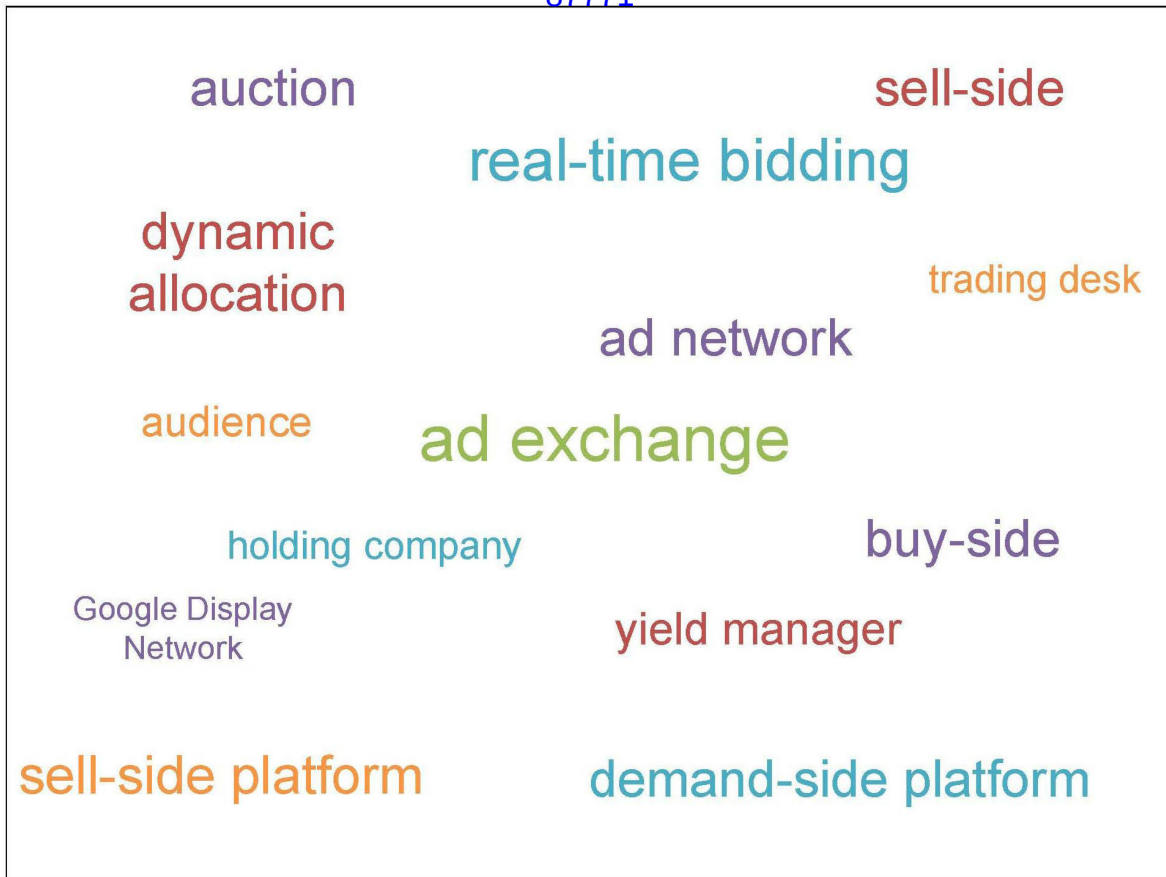 auction
sell-side
real-time bidding
dynamic
allocation
trading desk
ad network
audience
ad exchange
holding company
buy-side
Google Display
Network
yield manager
sell-side platform
demand-side platform